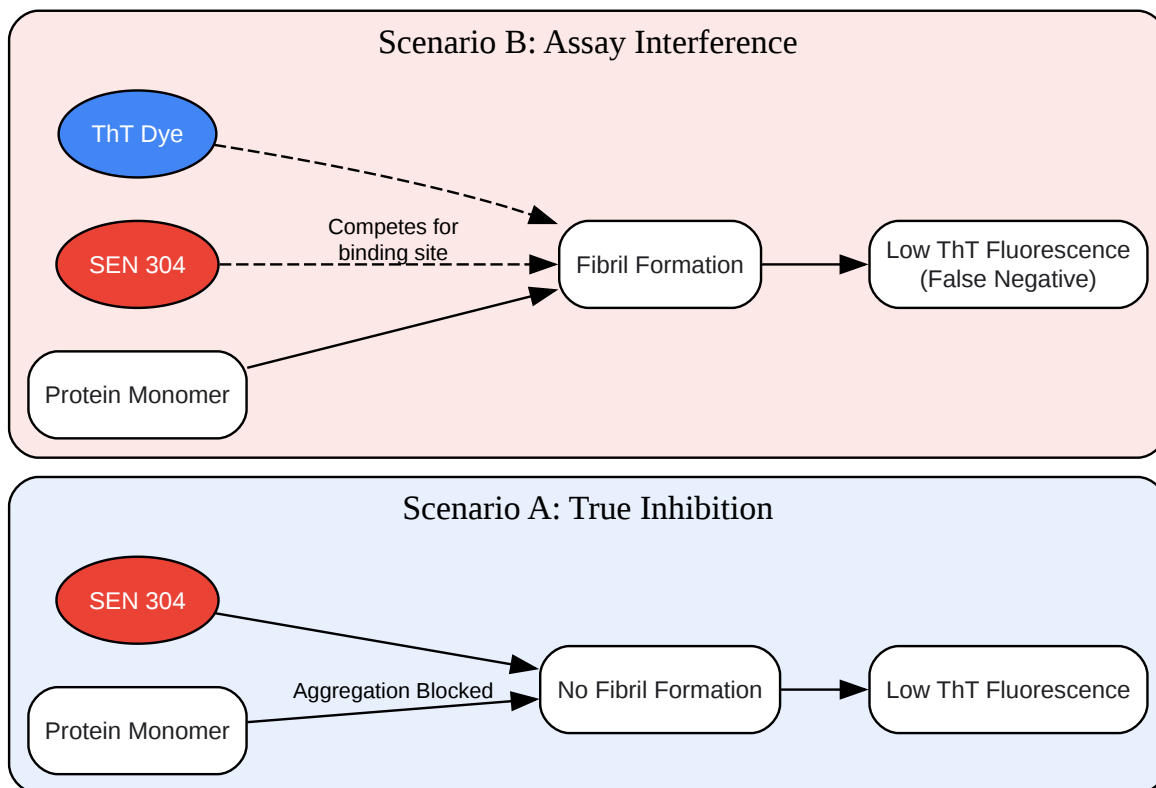 Scenario B: Assay Interference
ThT Dye
SEN 304
Competes for
binding site
Fibril Formation
Low ThT Fluorescence
(False Negative)
Protein Monomer
Scenario A: True Inhibition
SEN 304
Aggregation Blocked
No Fibril Formation
Low ThT Fluorescence
Protein Monomer